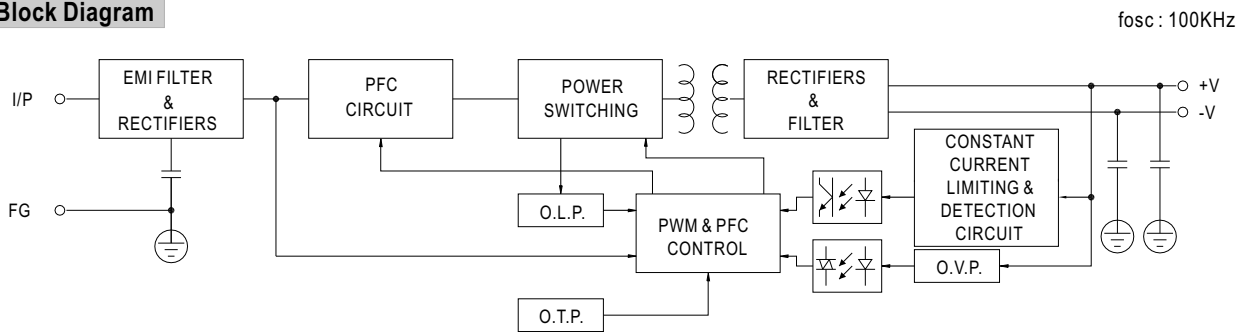 Block Diagram
fosc : 100KHz
I/P
EMI FILTER
&
RECTIFIERS
PFC
CIRCUIT
POWER
SWITCHING
RECTIFIERS
&
FILTER
+V
-V
CONSTANT
CURRENT
LIMITING &
DETECTION
CIRCUIT
FG
O.L.P.
PWM & PFC
CONTROL
O.V.P.
O.T.P.